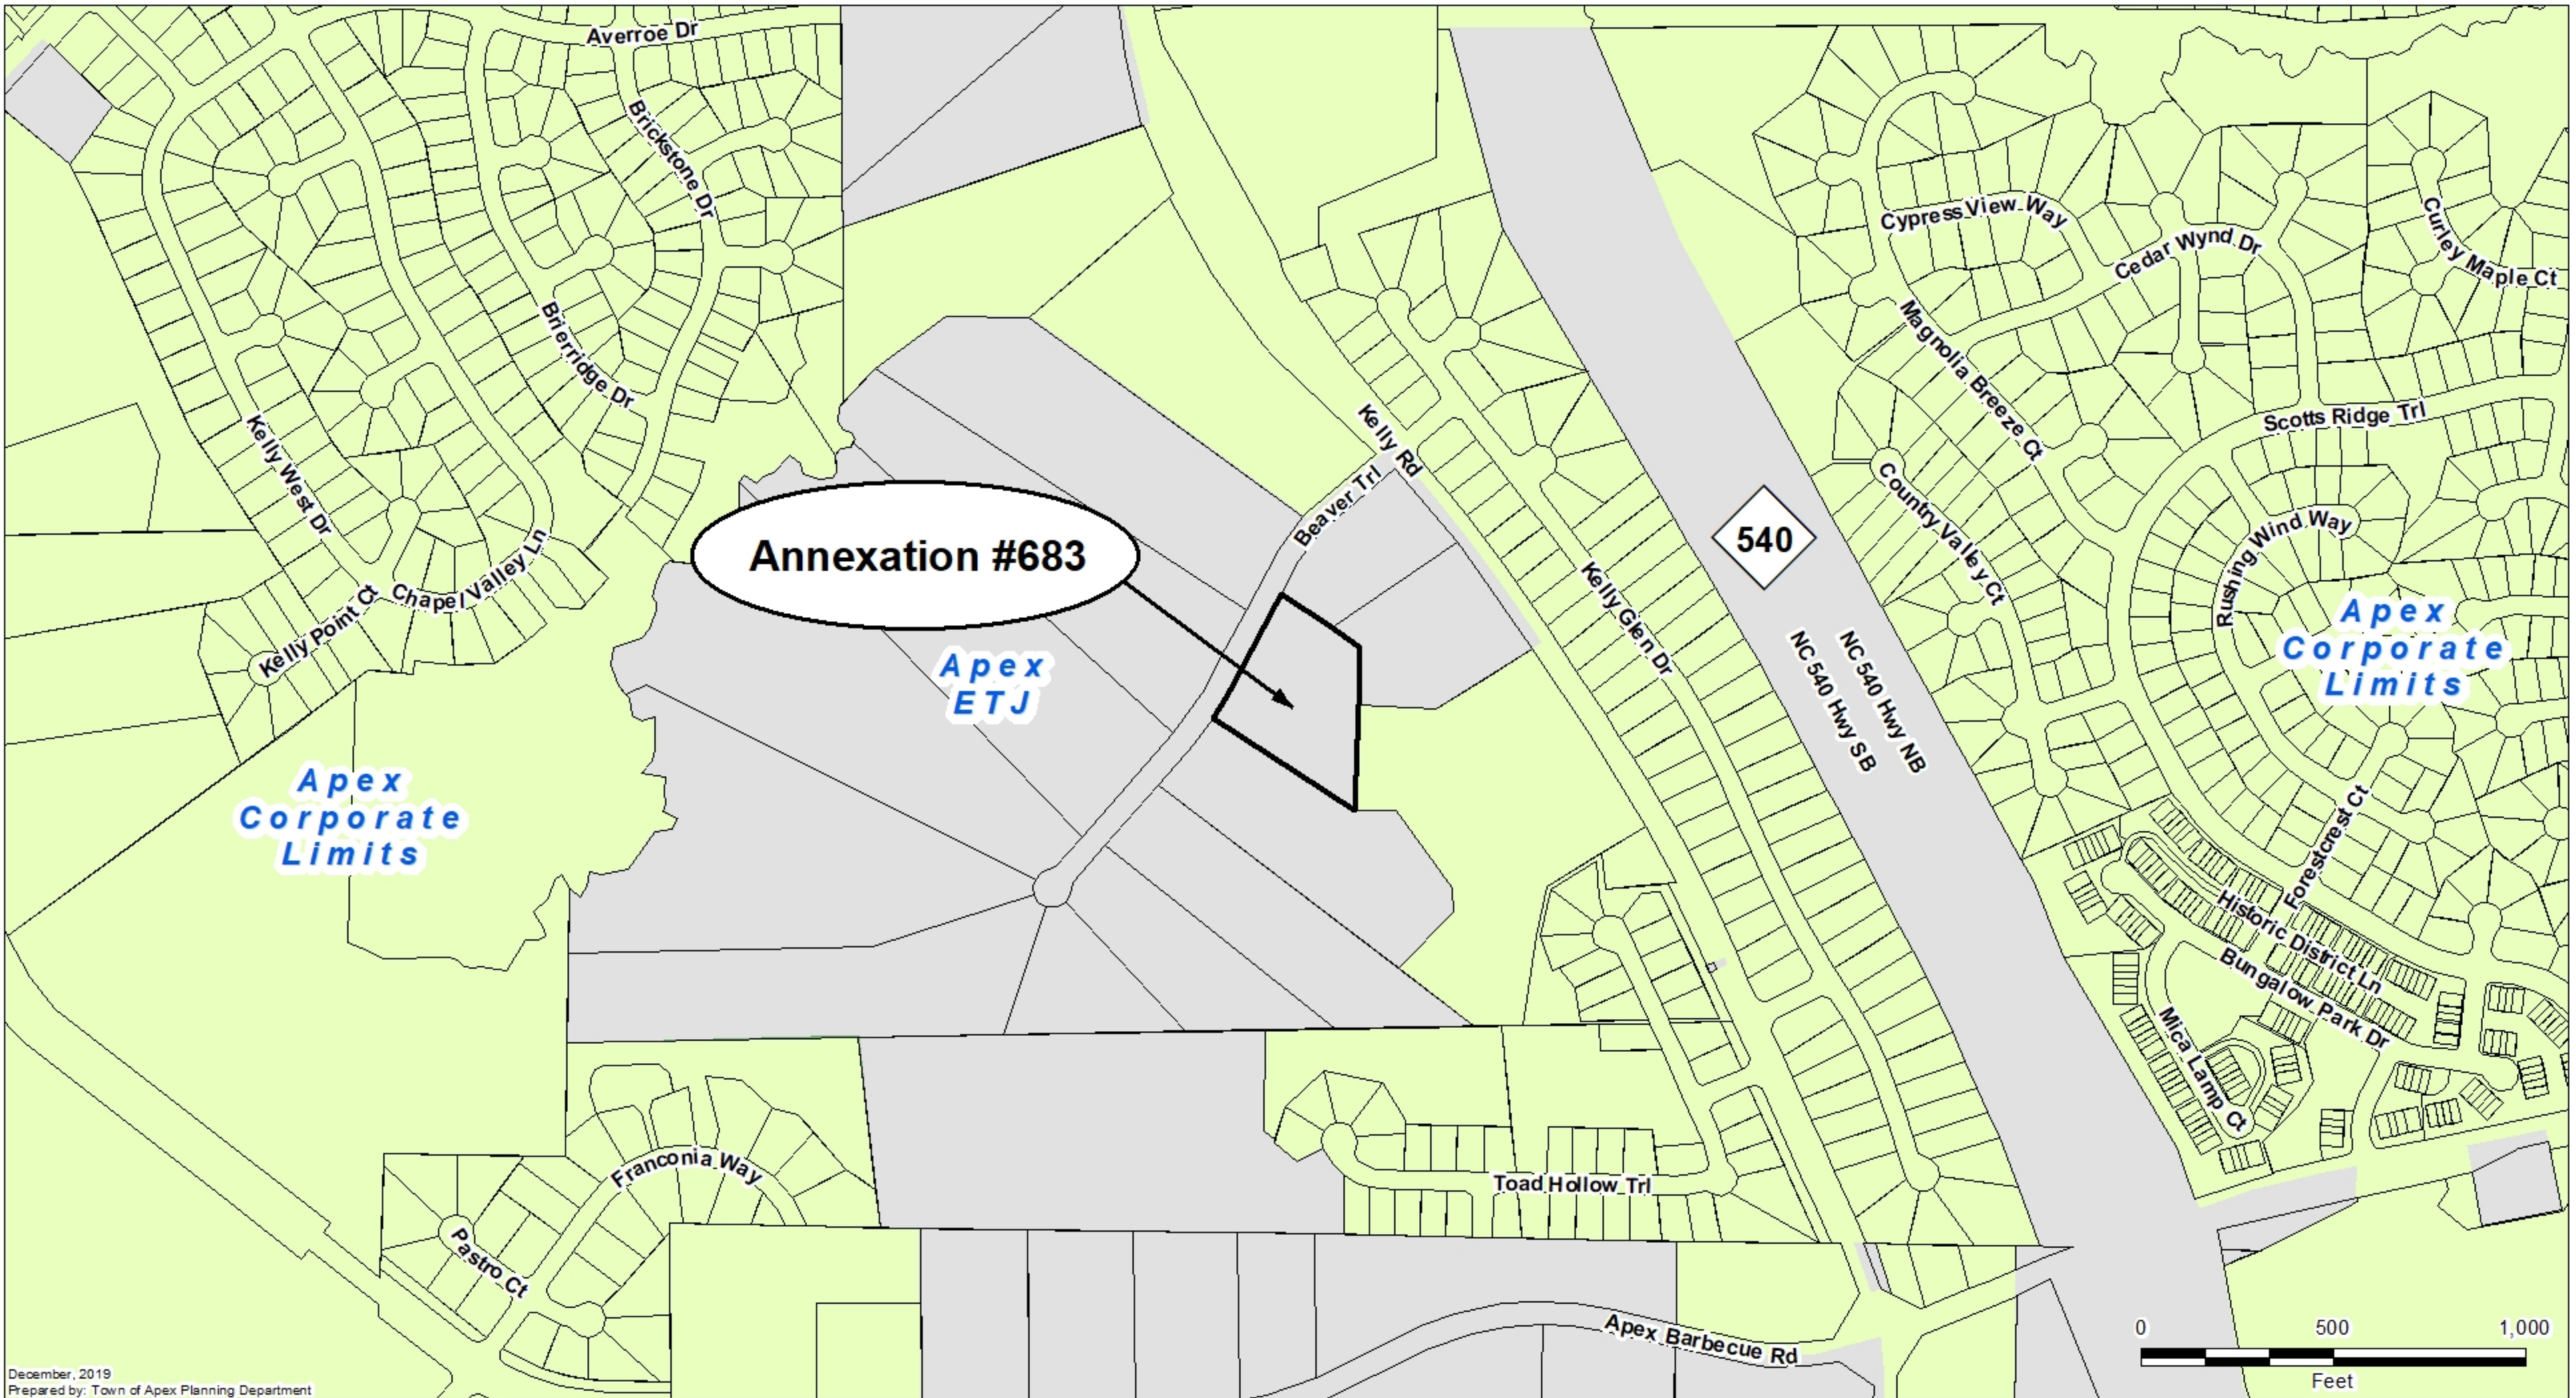 Averroe Dr
Brickstone Dr
Cypress View Way
Cedar Wynd Dr
Curley Maple Ct
Brierridge Dr
Magnolia Breeze Ct
Kelly West Dr
Kelly Rd
Scotts Ridge Trl
Beaver Trl
Country Valley Ct
540
Rushing Wind Way
Annexation #683
Chapel Valley Ln
Kelly Point Ct
Kelly Glen Dr
Apex
ETJ
NC 540 Hwy SB
NC 540 Hwy NB
Apex
Corporate
Limits
Apex
Corporate
Limits
Forestcrest Ct
Historic District Ln
Bungalow Park Dr
Mica Lamp Ct
Franconia Way
Toad Hollow Trl
Pastro Ct
Apex Barbecue Rd
0 500 1,000
Feet
December, 2019
Prepared by: Town of Apex Planning Department